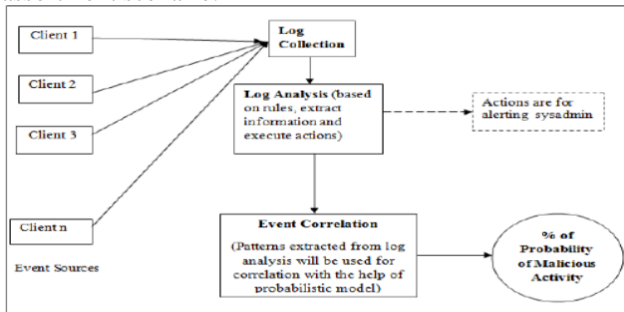 Client 1
Client 2
Client 3
Client n
Event Sources
Log
Collection
Log Analysis (based
on rules, extract
information and
execute actions)
Actions are for
alerting sysadmin
Event Correlation
(Patterns extracted from log
analysis will be used for
correlation with the help of
probabilistic model)
% of
Probability
of Malicious
Activity